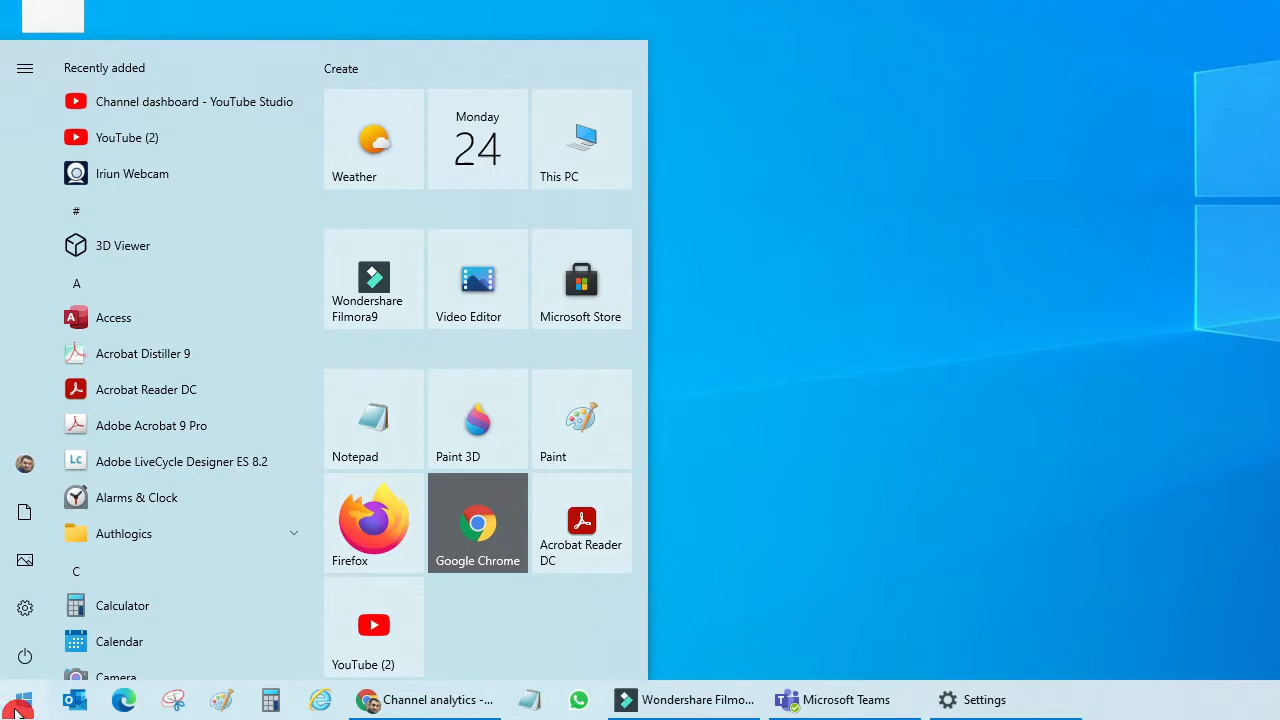 Recently added
Channel dashboard - YouTube Studio
YouTube (2)
Iriun Webcam
#
3D Viewer
A
Access
Acrobat Distiller 9
Acrobat Reader DC
Adobe Acrobat 9 Pro
Lc
Adobe LiveCycle Designer ES 8.2
Alarms & Clock
Authlogics
C
Calculator
Calendar
Camera
Create
Weather
Monday
24
This PC
Wondershare
Filmora9
Video Editor
Microsoft Store
Notepad
Paint 3D
Paint
Firefox
Google Chrome
Acrobat Reader
DC
YouTube (2)
Channel analytics -...
Wondershare Filmo...
Microsoft Teams
Settings